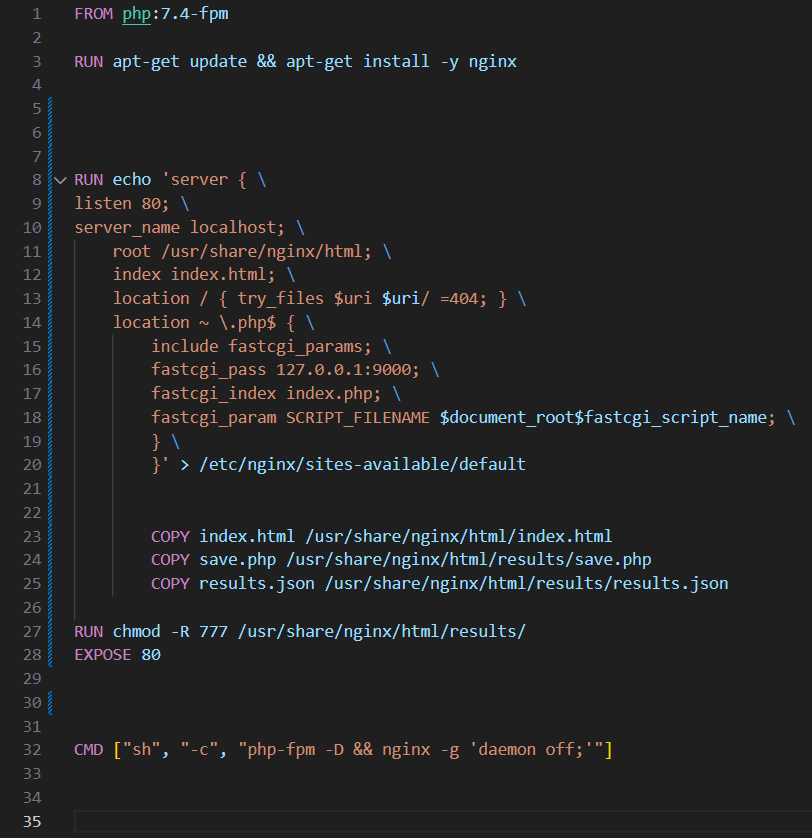 1 FROM php:7.4-fpm
2
3 RUN apt-get update && apt-get install -y nginx
4
5
6
7
8 RUN echo 'server { \
9 listen 80; \
10 server_name localhost; \
11     root /usr/share/nginx/html; \
12     index index.html; \
13     location / { try_files $uri $uri/ =404; } \
14     location ~ \.php$ { \
15         include fastcgi_params; \
16         fastcgi_pass 127.0.0.1:9000; \
17         fastcgi_index index.php; \
18         fastcgi_param SCRIPT_FILENAME $document_root$fastcgi_script_name; \
19         } \
20         }' > /etc/nginx/sites-available/default
21
22
23         COPY index.html /usr/share/nginx/html/index.html
24         COPY save.php /usr/share/nginx/html/results/save.php
25         COPY results.json /usr/share/nginx/html/results/results.json
26
27 RUN chmod -R 777 /usr/share/nginx/html/results/
28 EXPOSE 80
29
30
31
32 CMD ["sh", "-c", "php-fpm -D && nginx -g 'daemon off;'"]
33
34
35